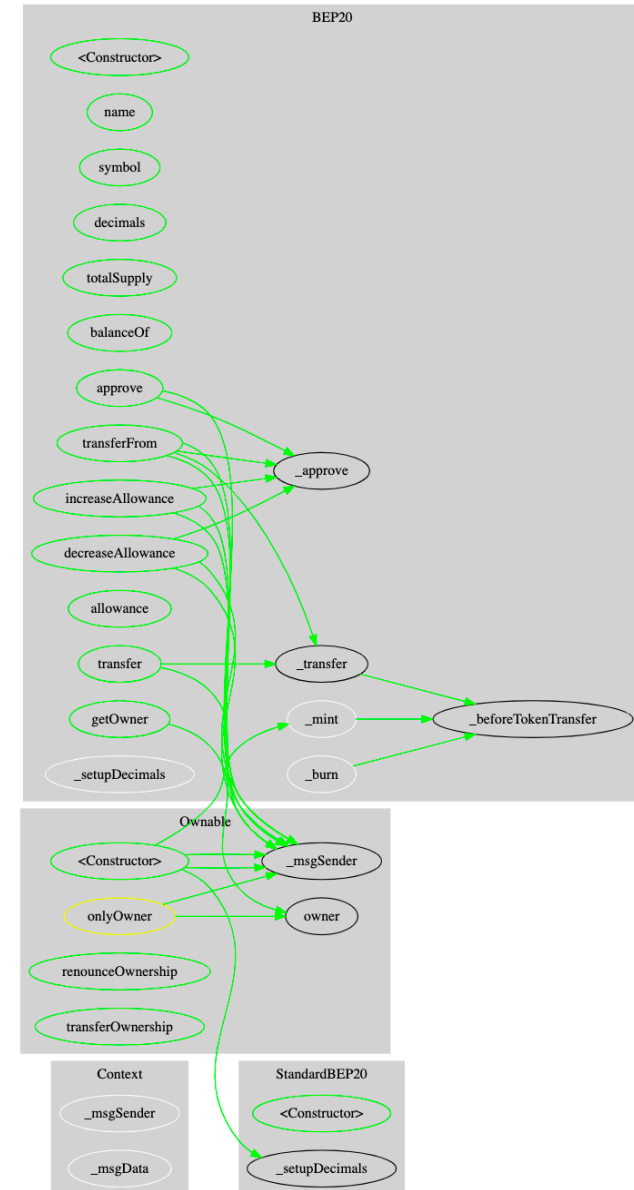 BEP20
<Constructor>
name
symbol
decimals
totalSupply
balanceOf
approve
transferFrom
_approve
increaseAllowance
decreaseAllowance
allowance
transfer
_transfer
getOwner
_mint
_beforeTokenTransfer
_setupDecimals
_burn
Ownable
<Constructor>
_msgSender
onlyOwner
owner
renounceOwnership
transferOwnership
Context
StandardBEP20
_msgSender
<Constructor>
_msgData
_setupDecimals